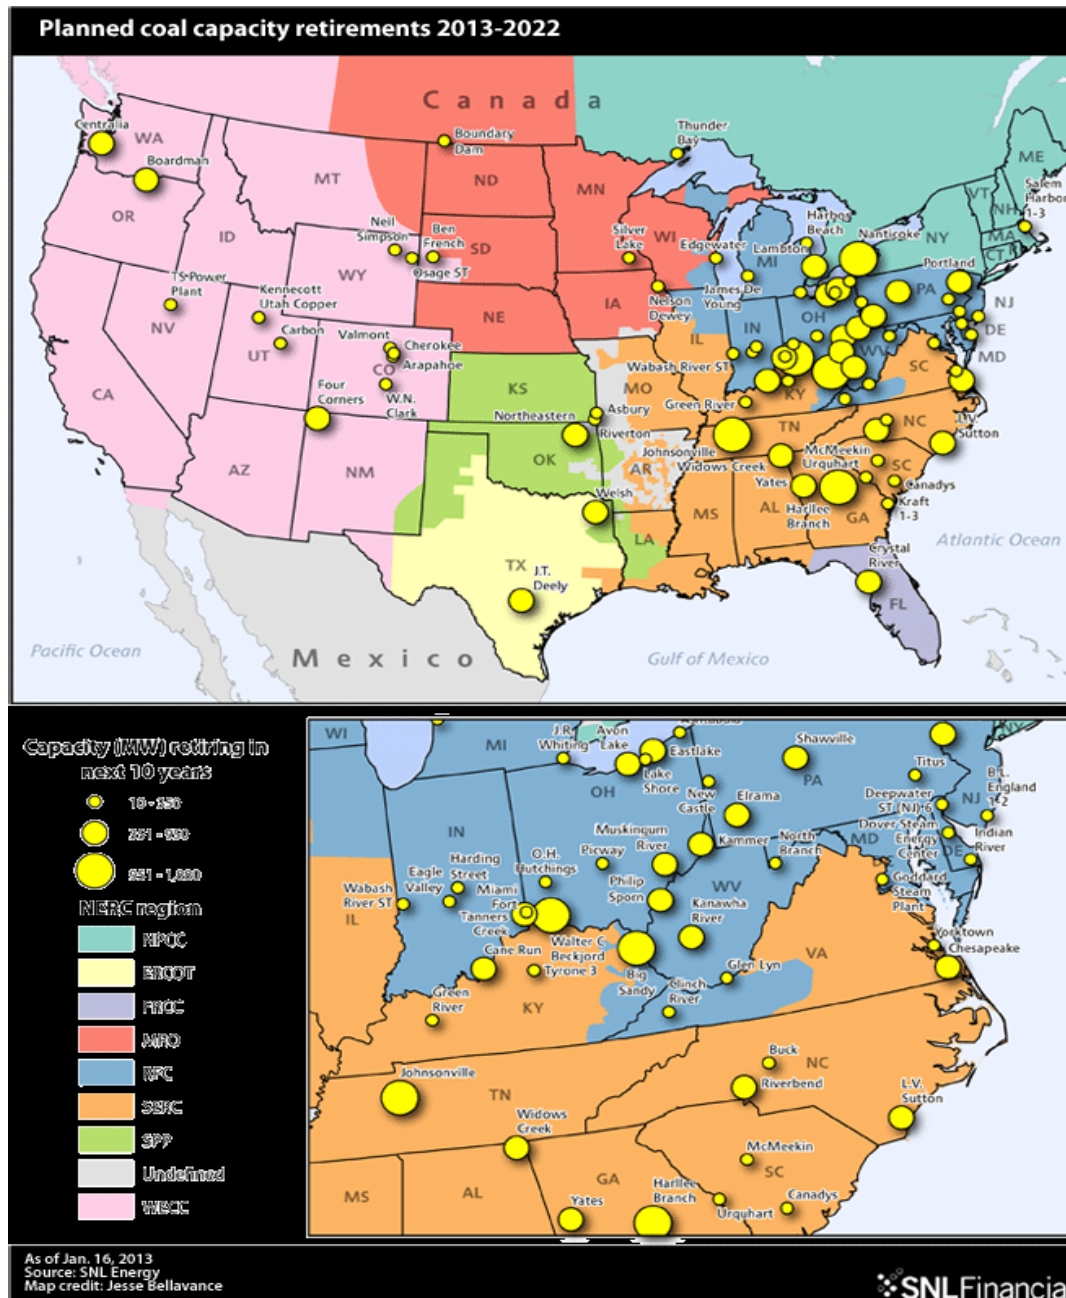 Planned coal capacity retirements 2013-2022
Canada
Centralia
WA
Boardman
OR
ID
MT
Boundary
Dam
ND
MN
Thunder
Bay
ME
VT
NH
MA
CT
Salem
Harbor
1-3
Neil
Simpson
Ben
French
SD
Osage ST
WY
Silver
Lake
WI
Edgewater
Lambton
Harbor
Beach
Nanticoke
NY
MI
Portland
PA
NJ
DE
MD
TS Power
Plant
NV
Kennecott
Utah Copper
Carbon
UT
Valmont
Cherokee
Arapahoe
CO
W.N.
Clark
NE
IA
Nelson
Dewey
James De
Young
IL
IN
OH
WV
SC
Wabash River ST
CA
Four
Corners
AZ
NM
KS
MO
Asbury
Northeastern
Riverton
OK
Green River
KY
TN
NC
L.V.
Sutton
Johnsonville
Widows Creek
AR
McMeekin
Urquhart
SC
Canadys
Kraft
1-3
Yates
Harllee
Branch
GA
AL
MS
Welsh
LA
TX
J.T.
Deely
Crystal
River
FL
Atlantic Ocean
Pacific Ocean
Mexico
Gulf of Mexico
Capacity (MW) retiring in
next 10 years
NERC region
NPCC
ERCOT
FRCC
MRO
RFC
SERC
SPP
Undefined
WECC
WI
MI
J.R.
Whiting
Avon
Lake
Eastlake
Lake
Shore
OH
New
Castle
Shawville
PA
Elrama
NY
Titus
B.L.
England
1-2
NJ
Deepwater
ST (NJ) 6
Dover Steam
Energy
Center
MD
DE
Indian
River
IN
Harding
Street
Eagle
Valley
Wabash
River ST
IL
O.H.
Hutchings
Miami
Fort
Tanners
Creek
Picway
Muskingum
River
Kammer
North
Branch
Philip
Sporn
WV
Kanawha
River
Goddard
Steam
Plant
Yorktown
Chesapeake
VA
Cane Run
Walter C
Beckjord
Tyrone 3
Big
Sandy
Glen Lyn
Clinch
River
Green
River
KY
Johnsonville
TN
Buck
NC
Riverbend
L.V.
Sutton
Widows
Creek
McMeekin
SC
MS
AL
GA
Yates
Harllee
Branch
Urquhart
Canadys
As of Jan. 16, 2013
Source: SNL Energy
Map credit: Jesse Bellavance
SNLFinancia